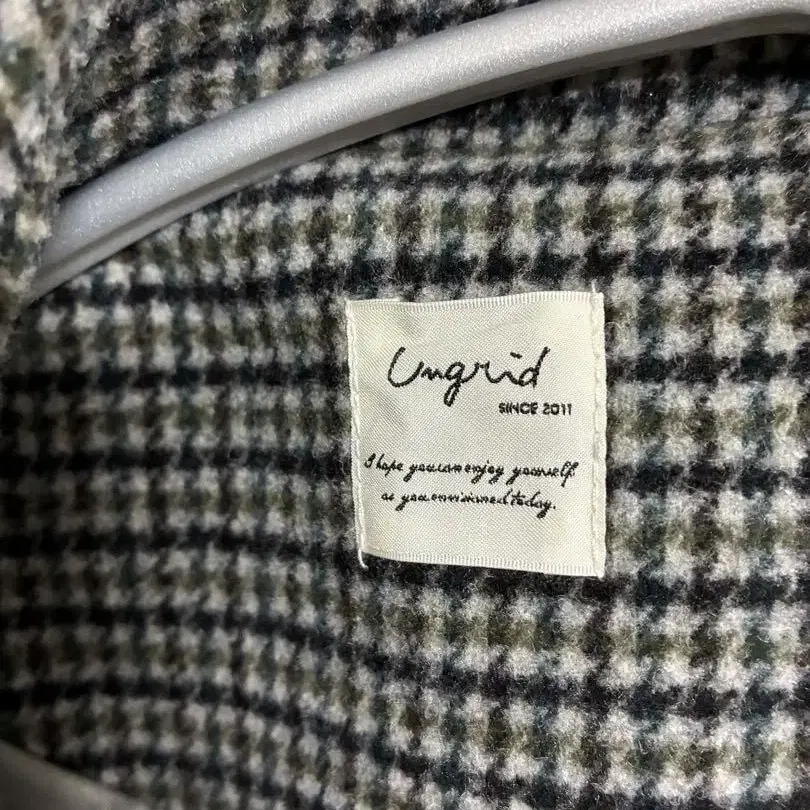 Ungrid
SINCE 2011
I hope you can enjoy yourself
as you envisioned today.